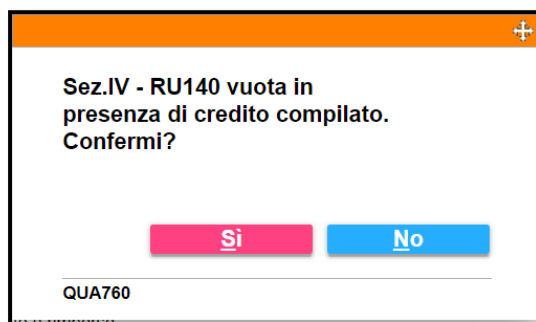 Sez.IV - RU140 vuota in
presenza di credito compilato.
Confermi?
Sì
No
QUA760